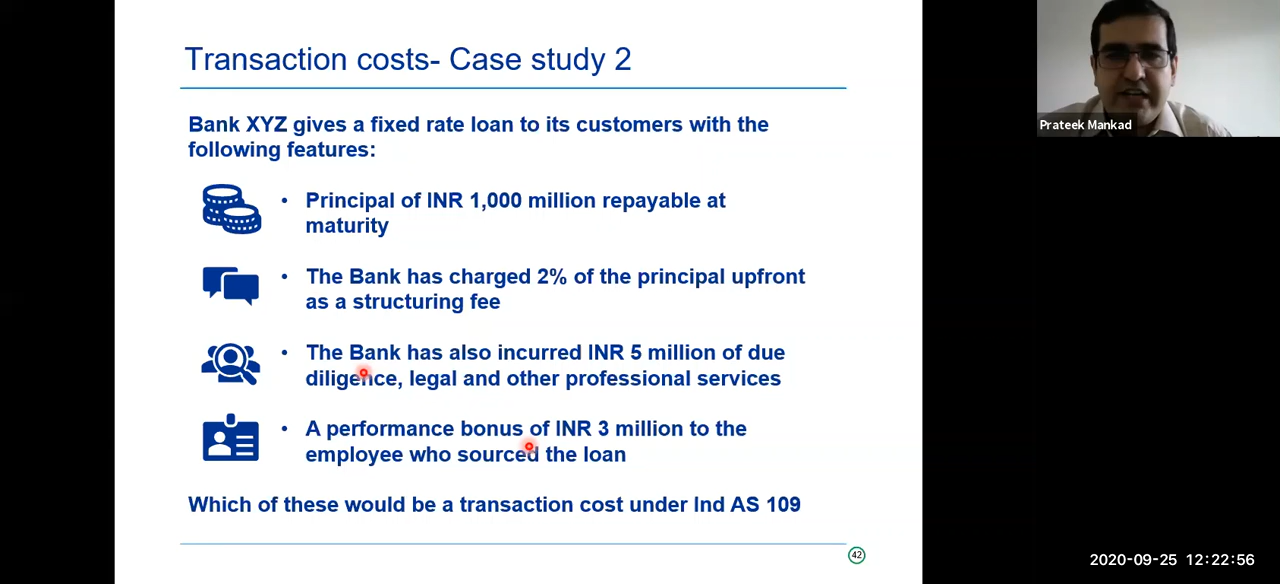 Transaction costs- Case study 2
Bank XYZ gives a fixed rate loan to its customers with the
following features:
• Principal of INR 1,000 million repayable at
maturity
• The Bank has charged 2% of the principal upfront
as a structuring fee
• The Bank has also incurred INR 5 million of due
diligence, legal and other professional services
• A performance bonus of INR 3 million to the
employee who sourced the loan
Which of these would be a transaction cost under Ind AS 109
42
Prateek Mankad
2020-09-25 12:22:56